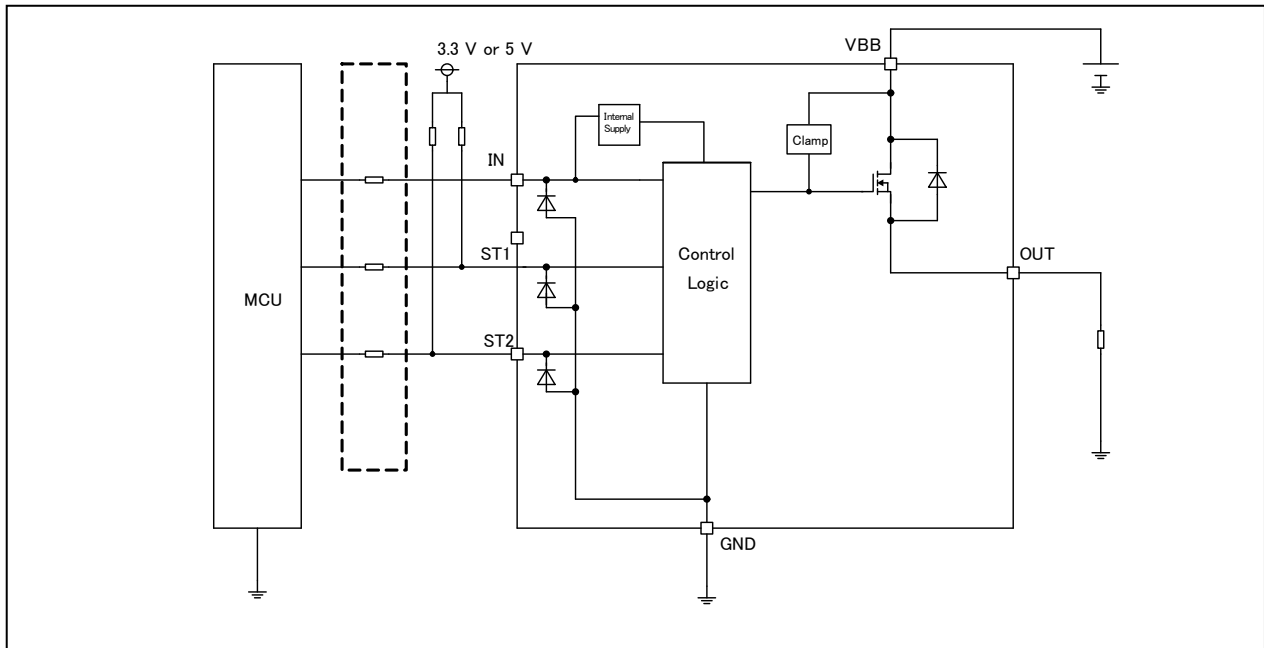 3.3 V or 5 V
VBB
Internal
Supply
Clamp
IN
ST1
Control
Logic
OUT
MCU
ST2
GND